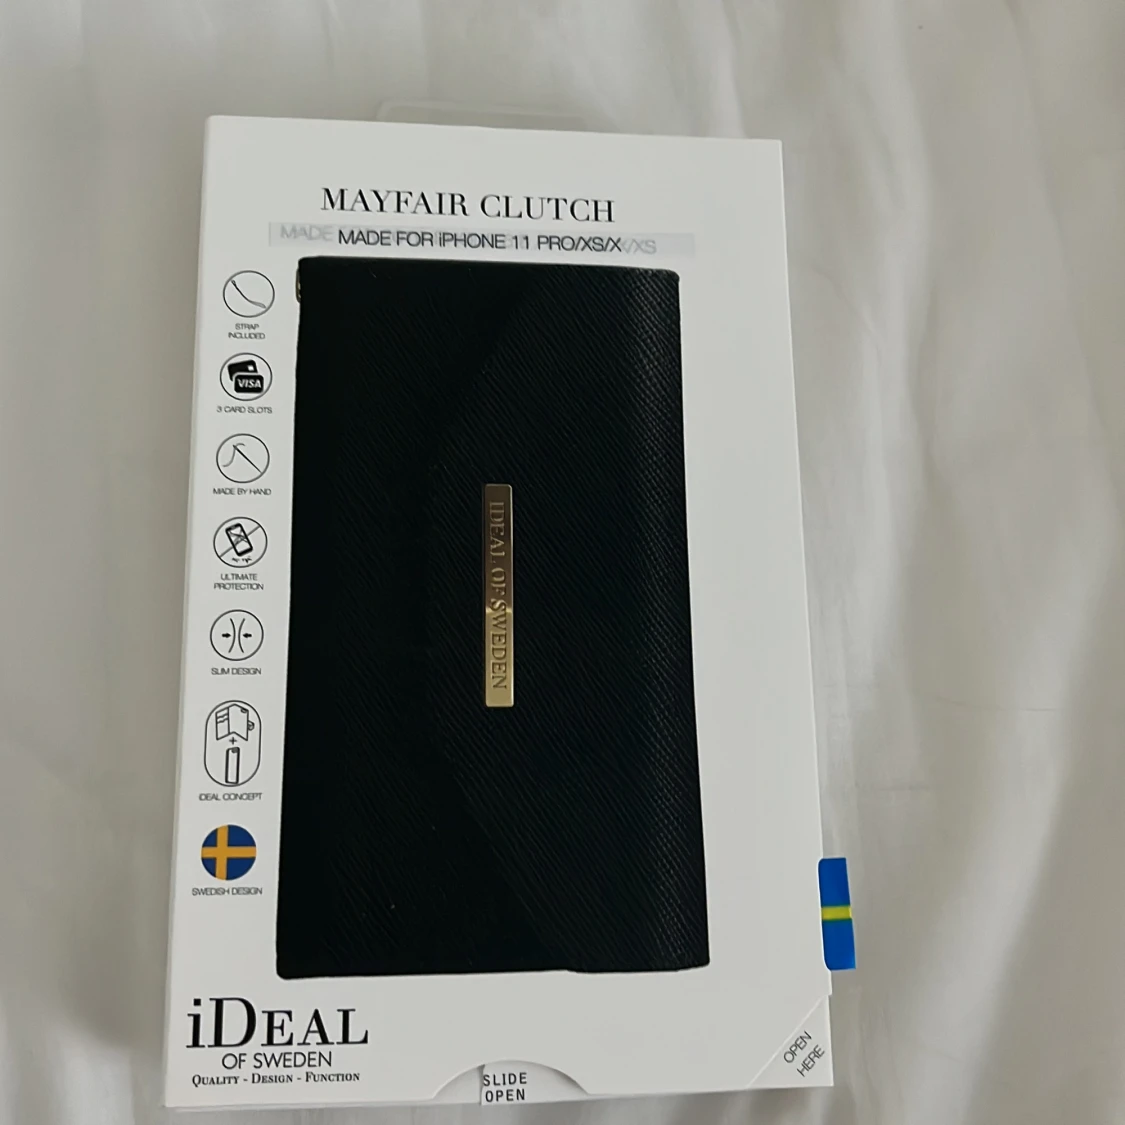 MAYFAIR CLUTCH
MADE FOR iPHONE 11 PRO/XS/X
MADE X/XS
STRAP
INCLUDED
VISA
3 CARD SLOTS
MADE BY HAND
ULTIMATE
PROTECTION
SLIM DESIGN
IDEAL CONCEPT
SWEDISH DESIGN
IDEAL OF SWEDEN
iDEAL
OF SWEDEN
QUALITY - DESIGN - FUNCTION
SLIDE
OPEN
OPEN
HERE